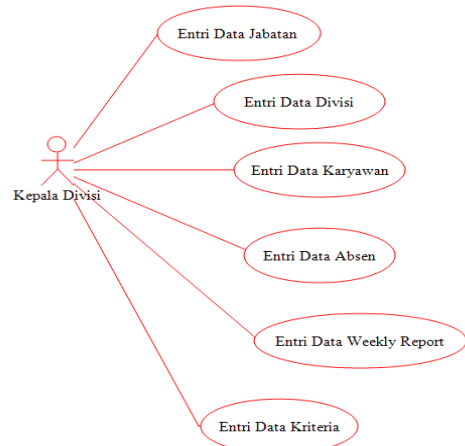 Entri Data Jabatan
Entri Data Divisi
Entri Data Karyawan
Kepala Divisi
Entri Data Absen
Entri Data Weekly Report
Entri Data Kriteria